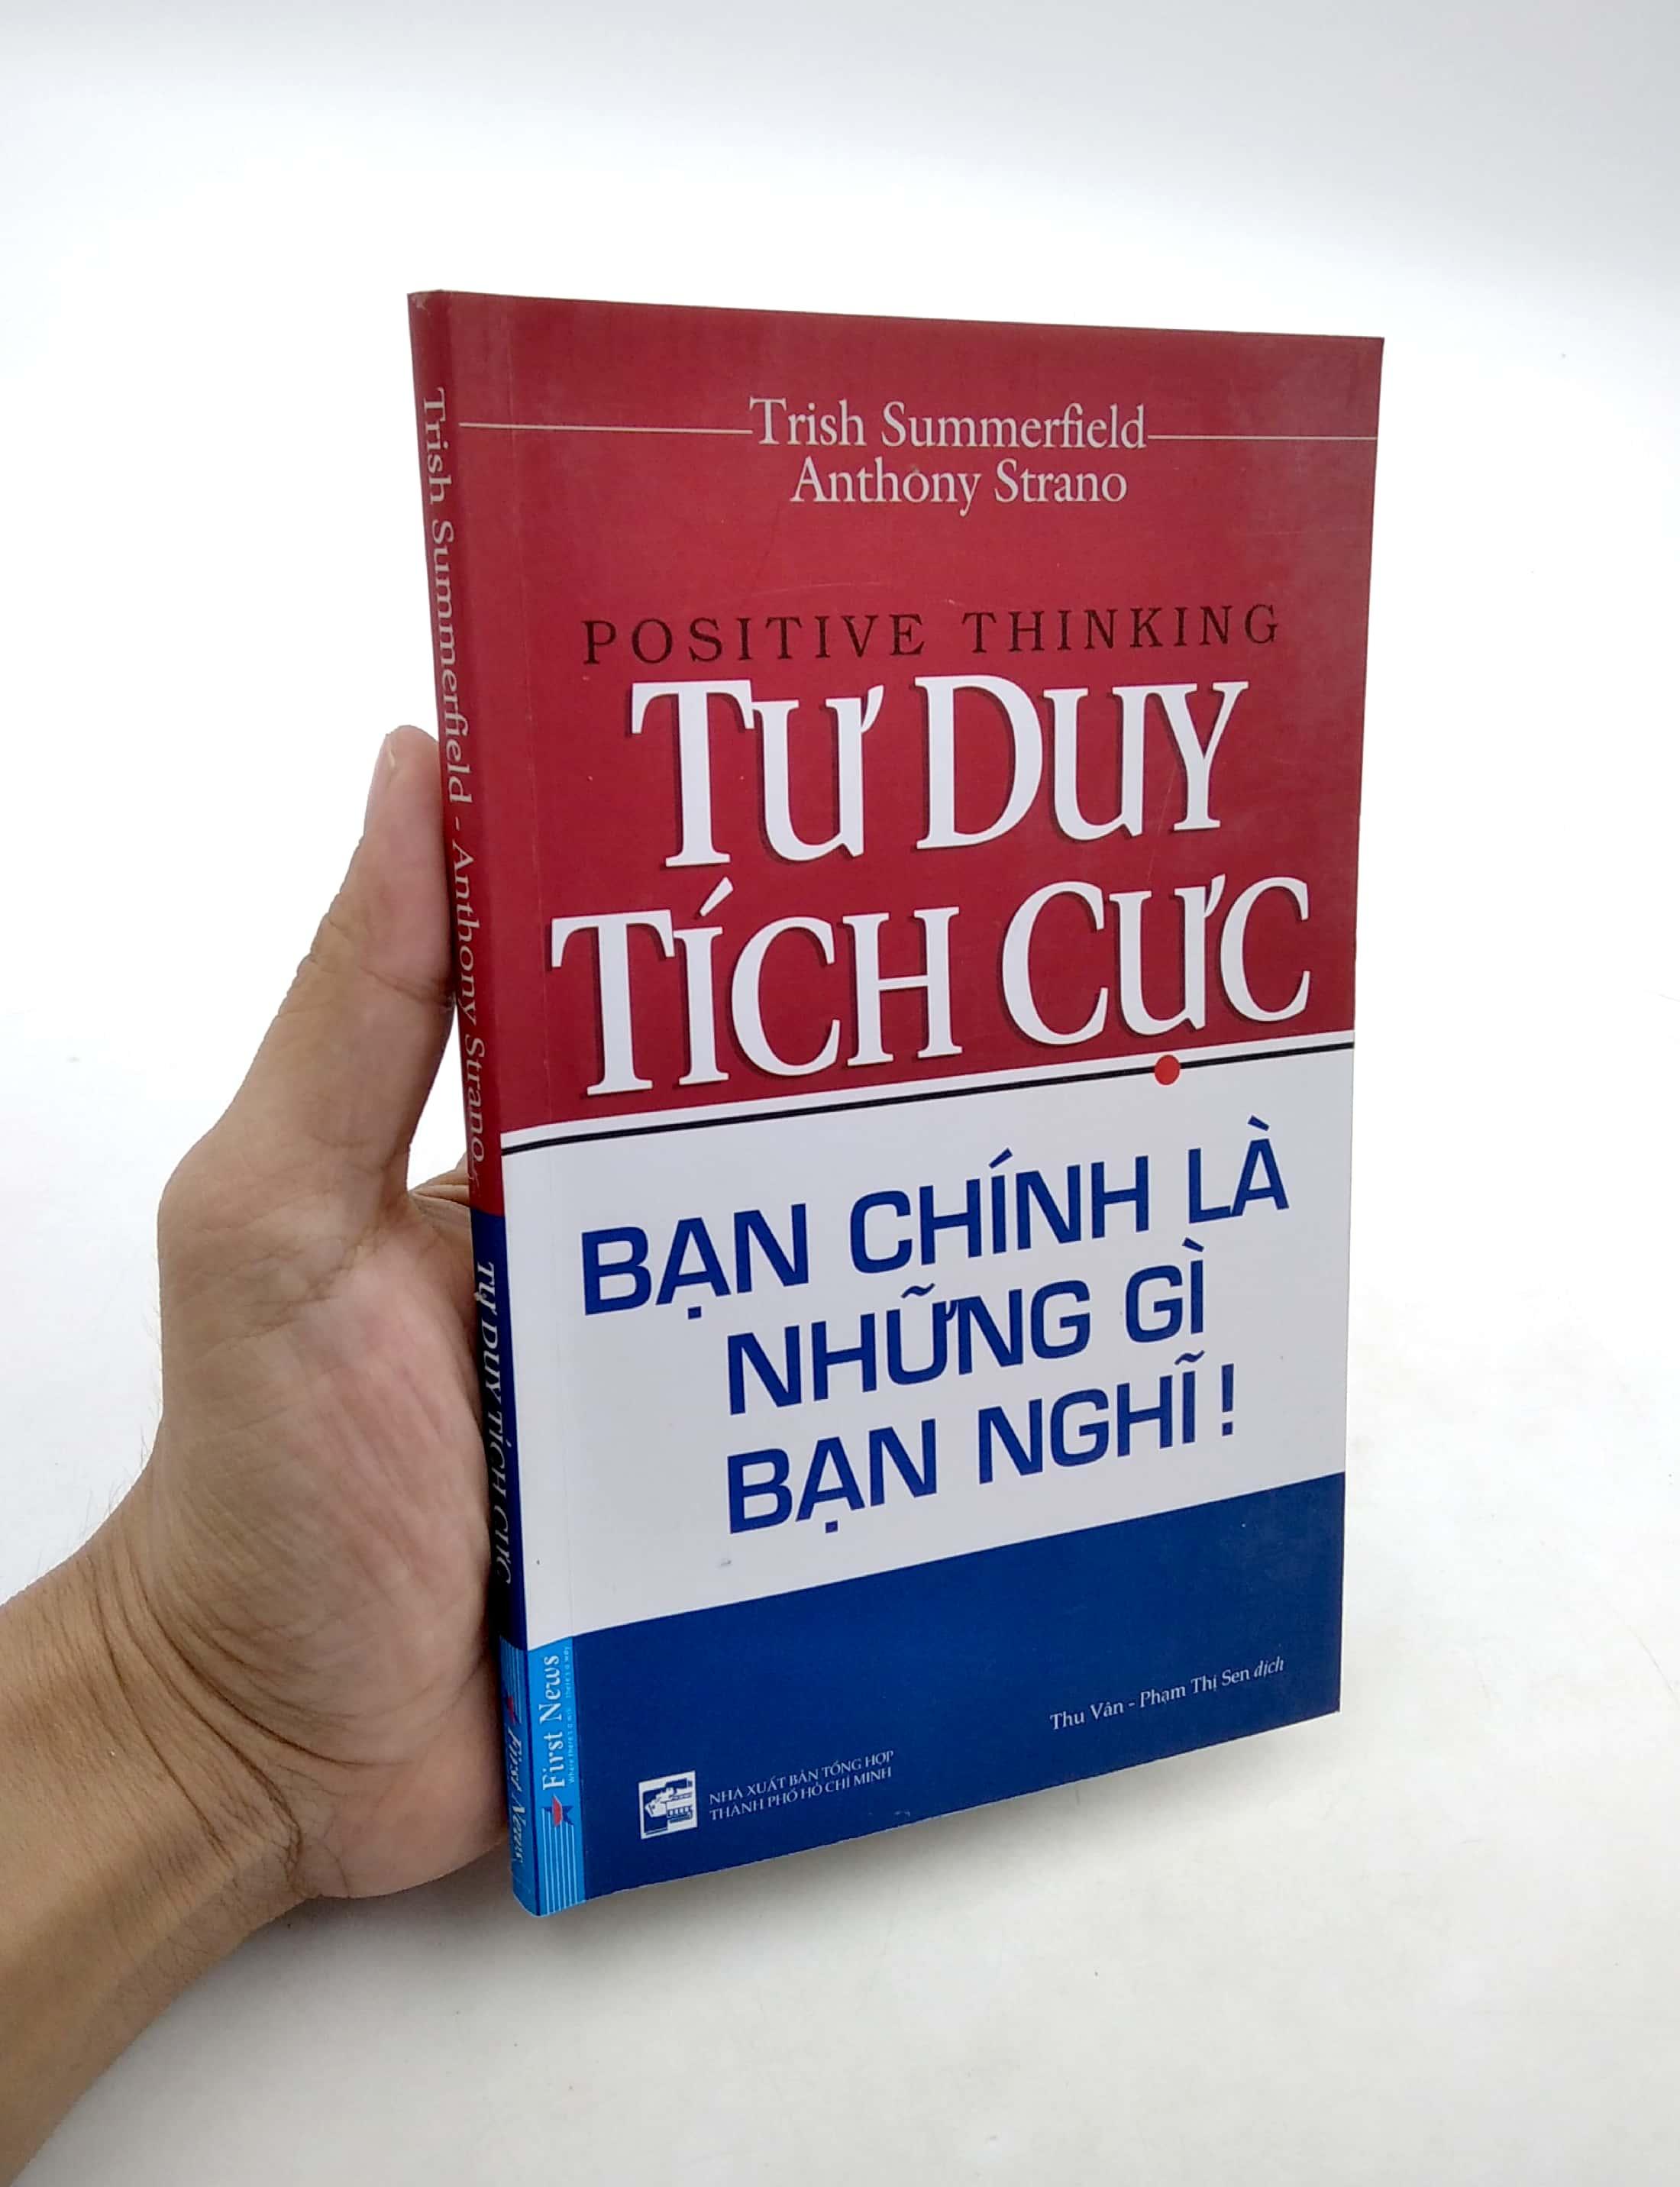 Trish Summerfield
Anthony Strano
POSITIVE THINKING
TƯ DUY
TÍCH CỰC
BẠN CHÍNH LÀ
NHỮNG GÌ
BẠN NGHĨ !
Thu Vân - Phạm Thị Sen dịch
NHÀ XUẤT BẢN TỔNG HỢP
THÀNH PHỐ HỒ CHÍ MINH
First News
Trish Summerfield - Anthony Strano
TƯ DUY TÍCH CỰC
First News